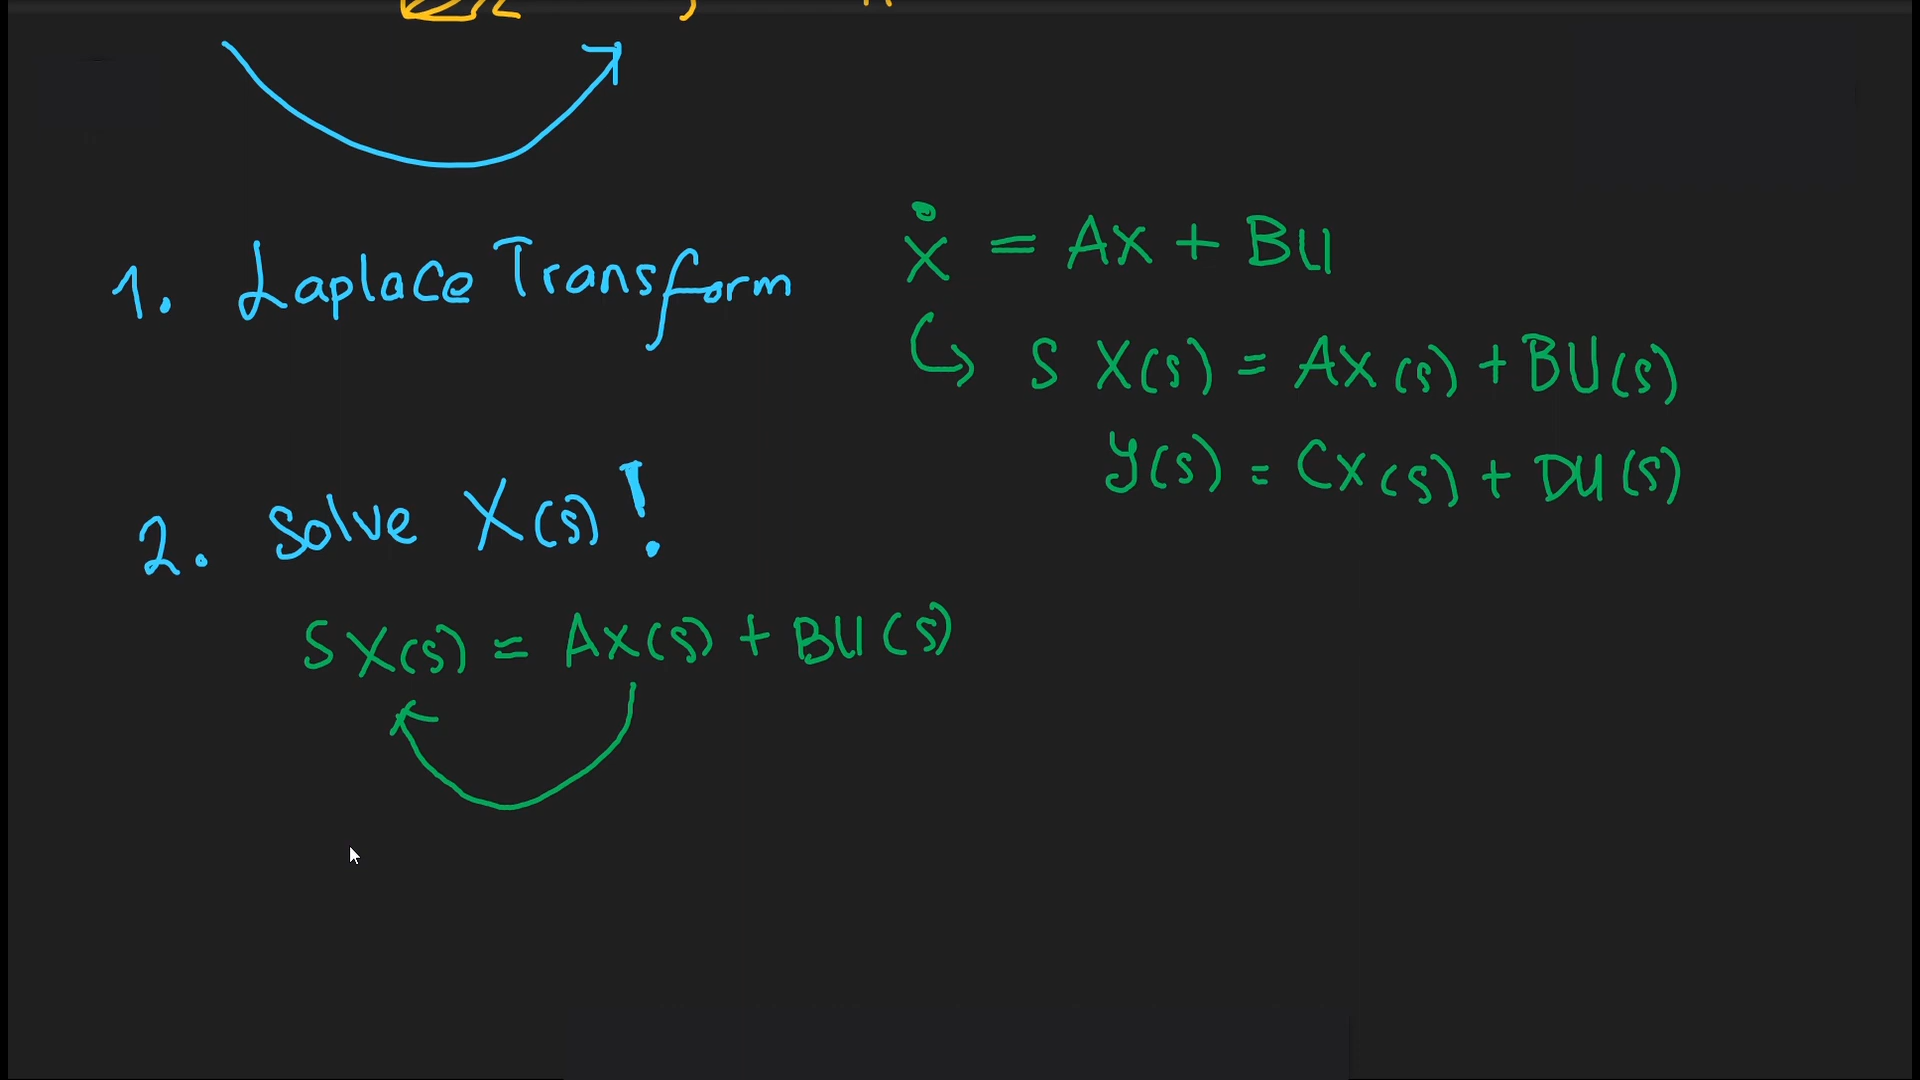 1. Laplace Transform
Ẋ = AX + BU
S X(s) = AX(s) + BU(s)
Y(s) = CX(s) + DU(s)
2. Solve X(s)!
SX(s) = AX(s) + BU(s)